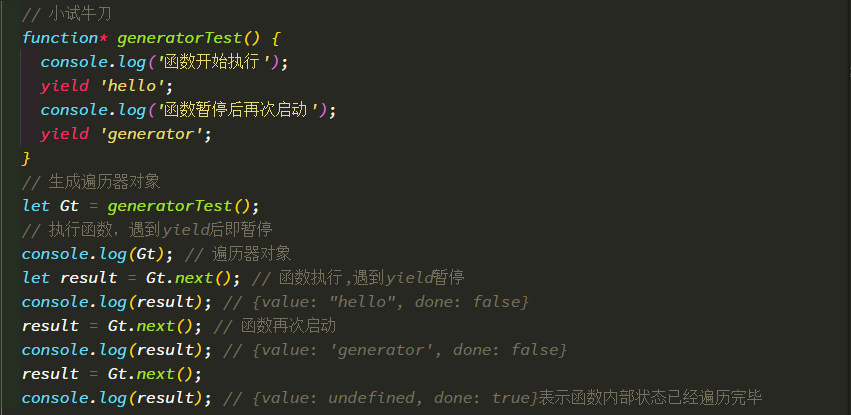 // 小试牛刀
function* generatorTest() {
  console.log('函数开始执行');
  yield 'hello';
  console.log('函数暂停后再次启动');
  yield 'generator';
}
// 生成遍历器对象
let Gt = generatorTest();
// 执行函数，遇到yield后即暂停
console.log(Gt); // 遍历器对象
let result = Gt.next(); // 函数执行,遇到yield暂停
console.log(result); // {value: "hello", done: false}
result = Gt.next(); // 函数再次启动
console.log(result); // {value: 'generator', done: false}
result = Gt.next();
console.log(result); // {value: undefined, done: true}表示函数内部状态已经遍历完毕